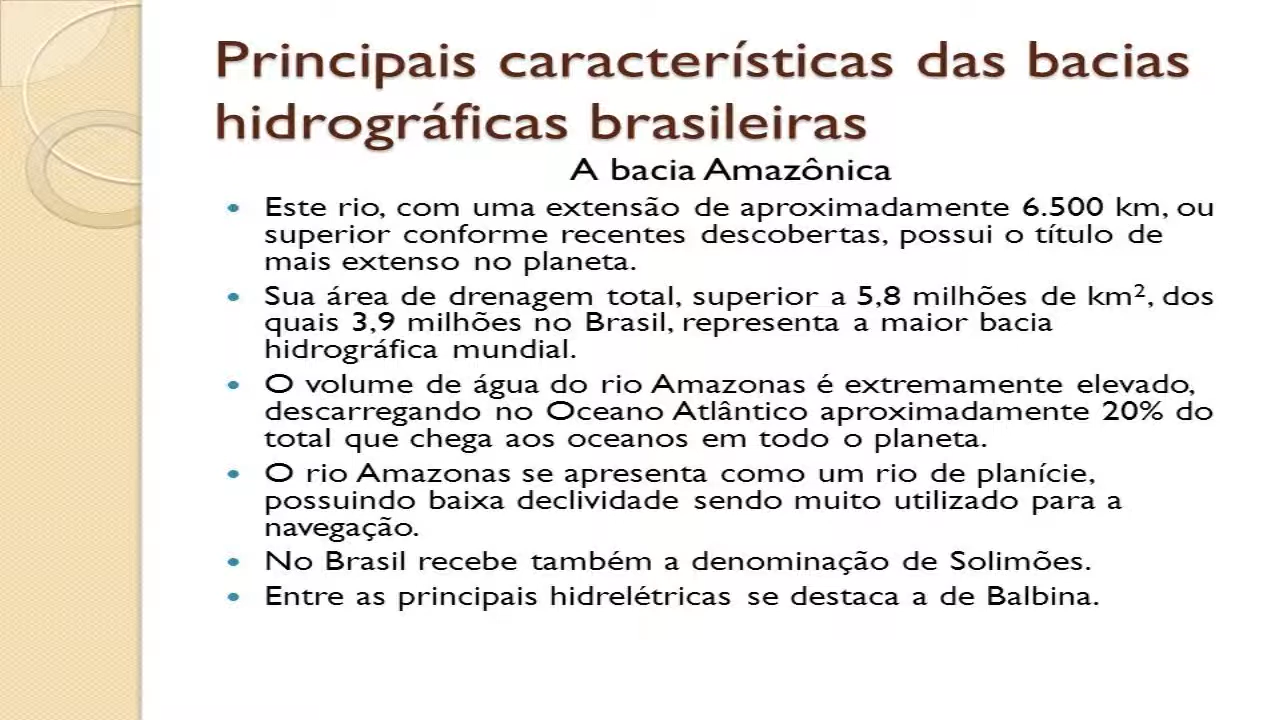 Principais características das bacias
hidrográficas brasileiras
A bacia Amazônica
• Este rio, com uma extensão de aproximadamente 6.500 km, ou
superior conforme recentes descobertas, possui o título de
mais extenso no planeta.
• Sua área de drenagem total, superior a 5,8 milhões de km², dos
quais 3,9 milhões no Brasil, representa a maior bacia
hidrográfica mundial.
• O volume de água do rio Amazonas é extremamente elevado,
descarregando no Oceano Atlântico aproximadamente 20% do
total que chega aos oceanos em todo o planeta.
• O rio Amazonas se apresenta como um rio de planície,
possuindo baixa declividade sendo muito utilizado para a
navegação.
• No Brasil recebe também a denominação de Solimões.
• Entre as principais hidrelétricas se destaca a de Balbina.